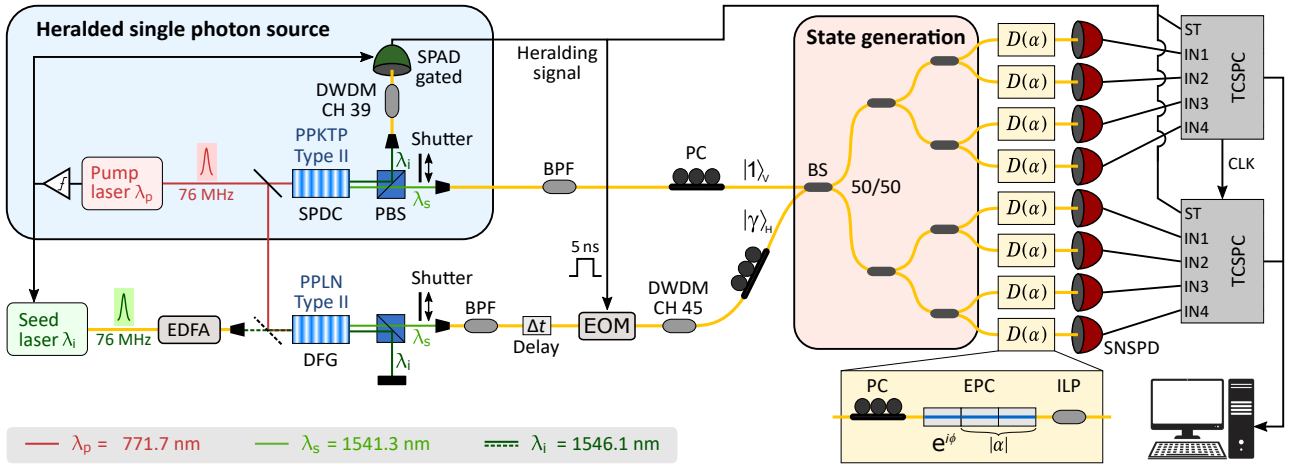 Heralded single photon source
SPAD
gated
Heralding
signal
DWDM
CH 39
PPKTP
Type II
Shutter
λi
λs
Pump
laser λp
76 MHz
SPDC
PBS
BPF
PC
|1⟩V
|γ⟩H
BS
50/50
State generation
D(α)
D(α)
D(α)
D(α)
D(α)
D(α)
D(α)
D(α)
SNSPD
ST
IN1
IN2
IN3
IN4
TCSPC
CLK
ST
IN1
IN2
IN3
IN4
TCSPC
Seed
laser λi
76 MHz
EDFA
PPLN
Type II
DFG
Shutter
λs
λi
BPF
Δt
Delay
5 ns
EOM
DWDM
CH 45
PC
EPC
ILP
e^iϕ
|α|
λp = 771.7 nm
λs = 1541.3 nm
λi = 1546.1 nm